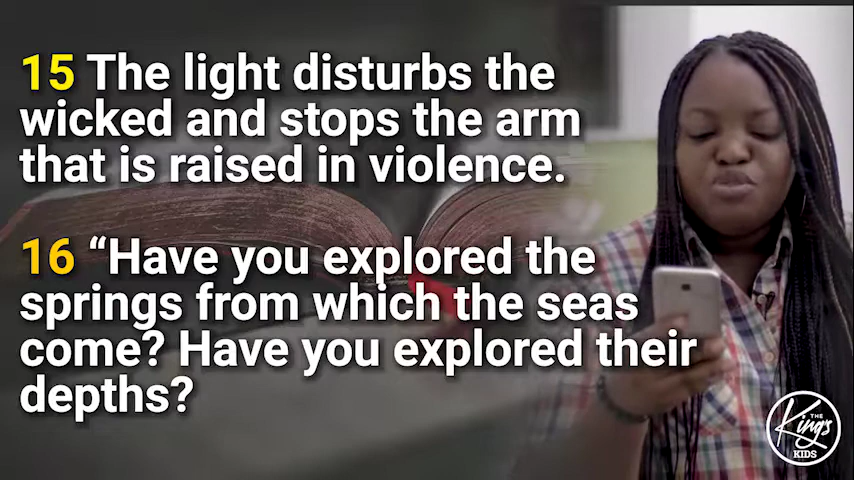 15 The light disturbs the
wicked and stops the arm
that is raised in violence.
16 “Have you explored the
springs from which the seas
come? Have you explored their
depths?
THE
King's
KIDS